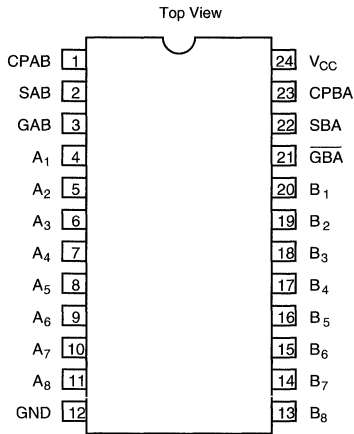 Top View
CPAB 1 24 V_CC
SAB 2 23 CPBA
GAB 3 22 SBA
A₁ 4 21 G̅B̅A̅
A₂ 5 20 B₁
A₃ 6 19 B₂
A₄ 7 18 B₃
A₅ 8 17 B₄
A₆ 9 16 B₅
A₇ 10 15 B₆
A₈ 11 14 B₇
GND 12 13 B₈